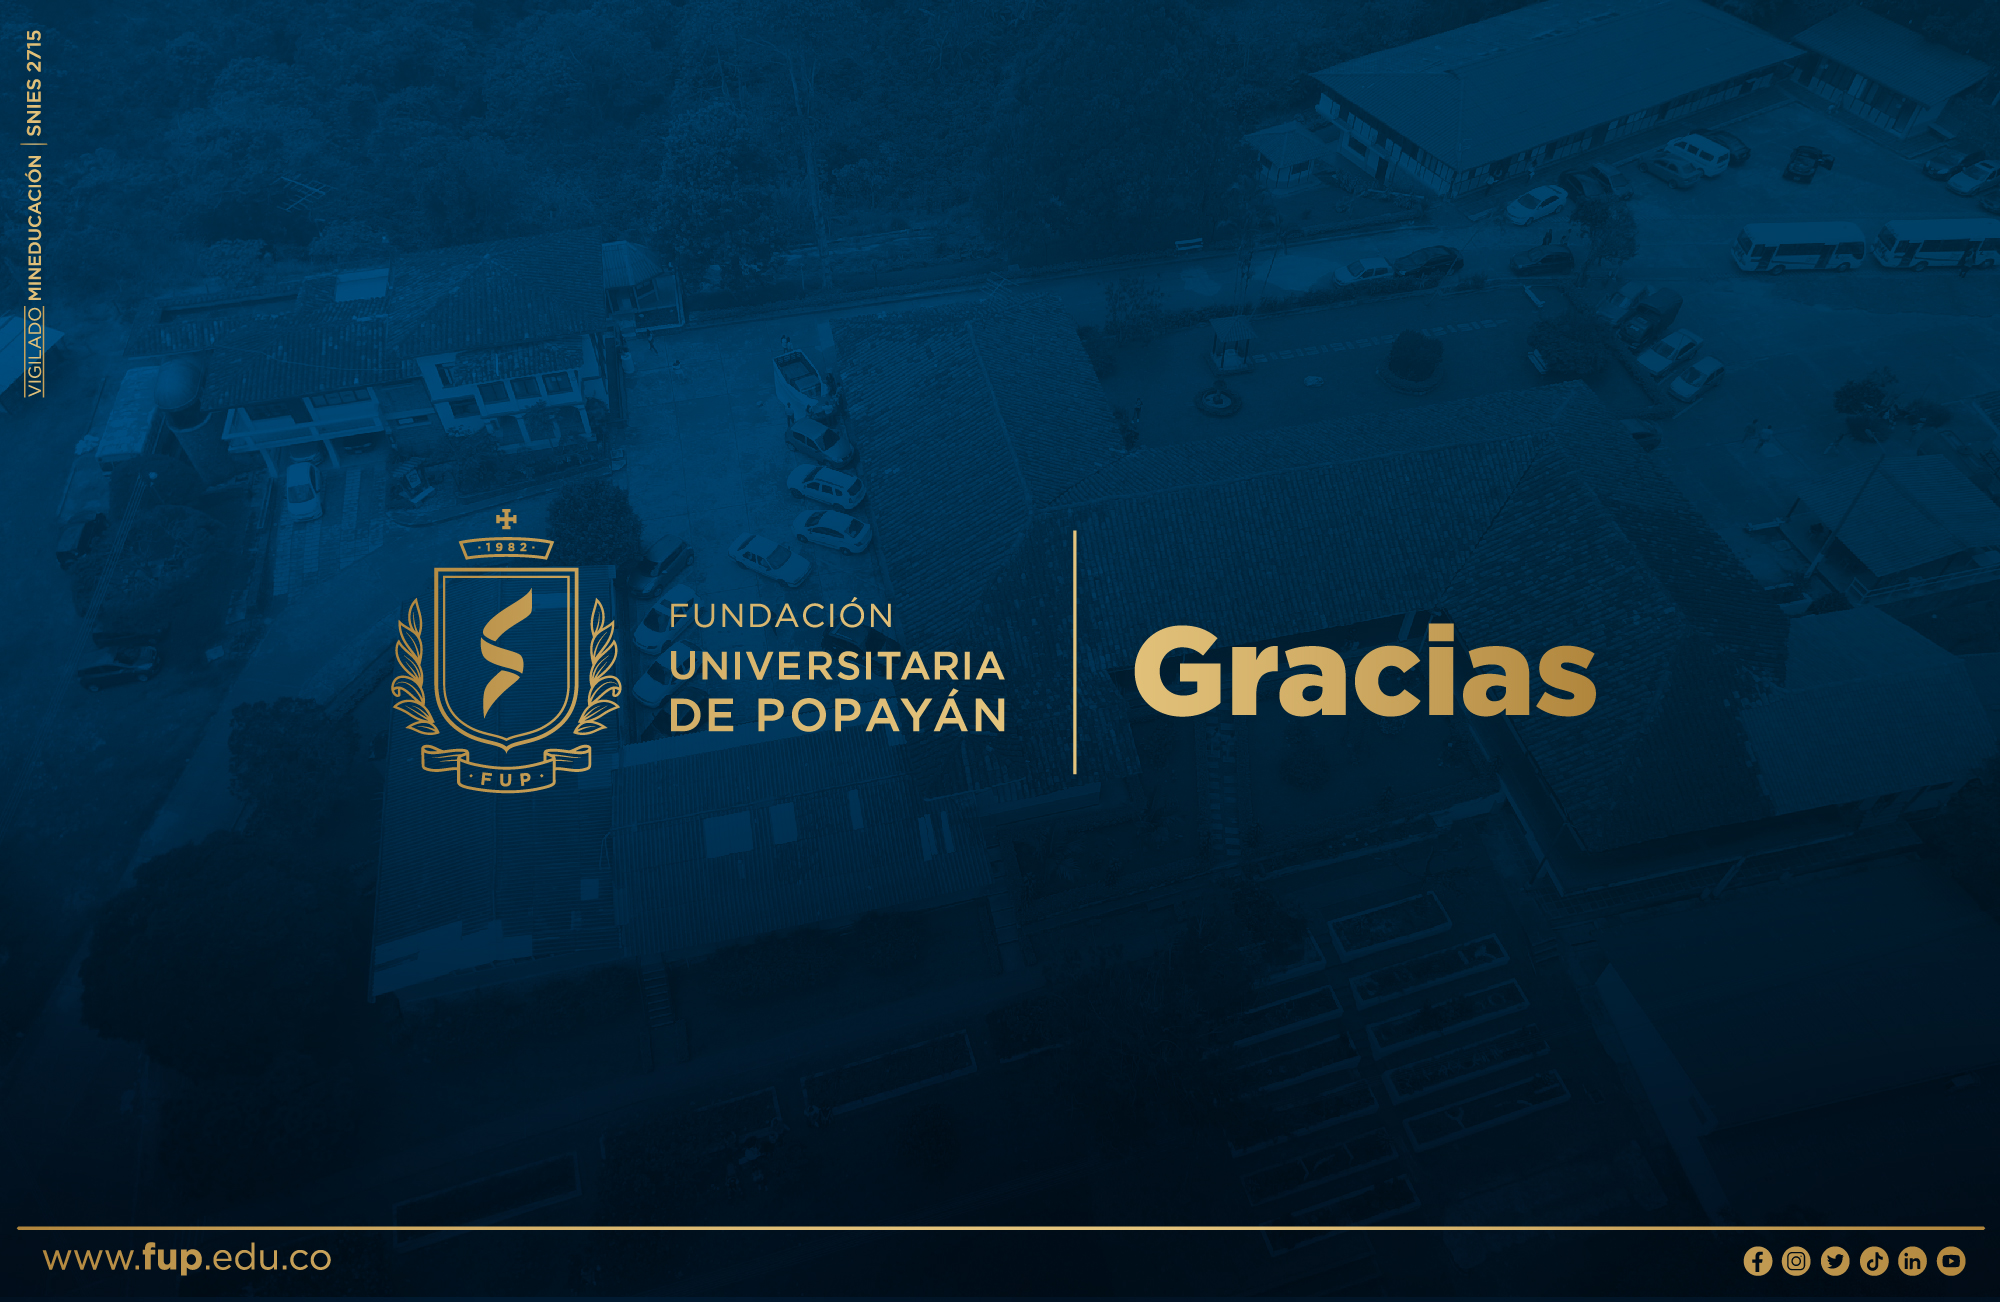 VIGILADO MINEDUCACIÓN | SNIES 2715
· 1982 ·
· FUP ·
FUNDACIÓN
UNIVERSITARIA
DE POPAYÁN
Gracias
www.fup.edu.co